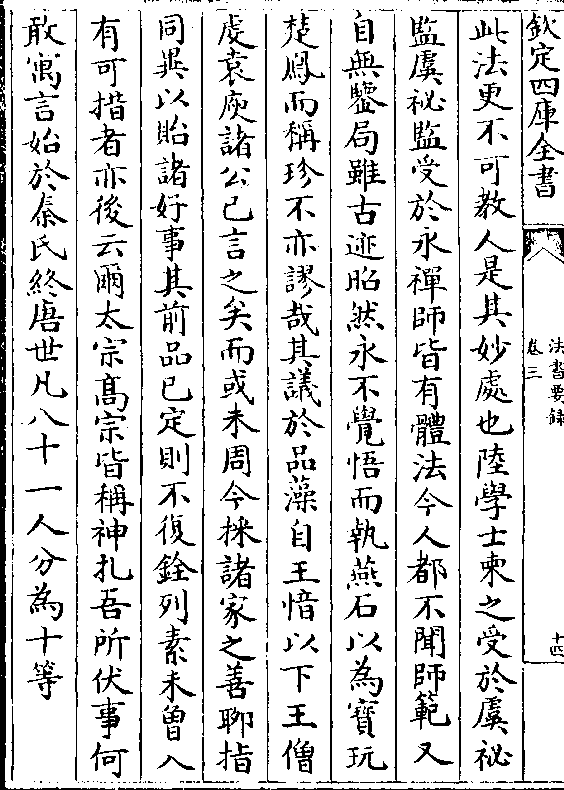 欽定四庫全書
法書要録
卷三
十四
此法更不可教人是其妙處也陸學士柬之受於虞祕
監虞祕監受於永禪師皆有體法今人都不聞師範又
自無鑒局雖古迹昭然永不覺悟而執燕石以為寶玩
楚鳳而稱珍不亦謬哉其議於品藻自王愔以下王僧
虔袁庾諸公已言之矣而或未周今採諸家之善聊指
同異以貽諸好事其前品已定則不復銓列素未曾入
有可措者亦後云爾太宗髙宗皆稱神札吾所伏事何
敢寓言始於秦氏終唐世凡八十一人分為十等